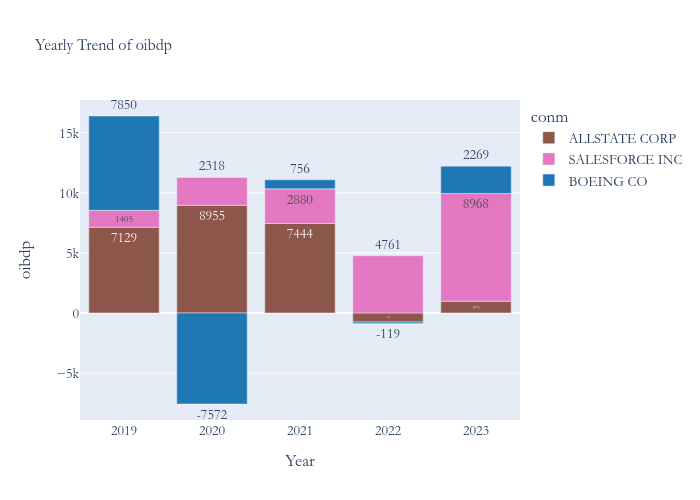 Yearly Trend of oibdp
conm
ALLSTATE CORP
SALESFORCE INC
BOEING CO
oibdp
15k
10k
5k
0
−5k
7850
1405
7129
2318
8955
-7572
756
2880
7444
4761
-119
2269
8968
2019
2020
2021
2022
2023
Year